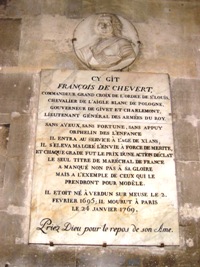 CY GÎT
FRANÇOIS DE CHEVERT
COMMANDEUR GRAND CROIX DE L'ORDRE DE ST LOUIS,
CHEVALIER DE L'AIGLE BLANC DE POLOGNE,
GOUVERNEUR DE GIVET ET CHARLEMONT,
LIEUTENANT GÉNÉRAL DES ARMÉES DU ROY.
SANS AYEUX, SANS FORTUNE, SANS APPUY
ORPHELIN DÈS L'ENFANCE
IL ENTRA AU SERVICE A L'AGE DE XI ANS;
IL S'ELEVA MALGRÉ L'ENVIE À FORCE DE MÉRITE,
ET CHAQUE GRADE FUT LE PRIX D'UNE ACTION D'ÉCLAT
LE SEUL TITRE DE MARÉCHAL DE FRANCE
A MANQUÉ NON PAS À SA GLOIRE
MAIS À L'EXEMPLE DE CEUX QUI LE
PRENDRONT POUR MODÈLE.
IL ETOIT NÉ À VERDUN SUR MEUSE LE 2.
FEVRIER 1695; IL MOURUT À PARIS
LE 24 JANVIER 1769.
Priez Dieu pour le repos de son Ame.